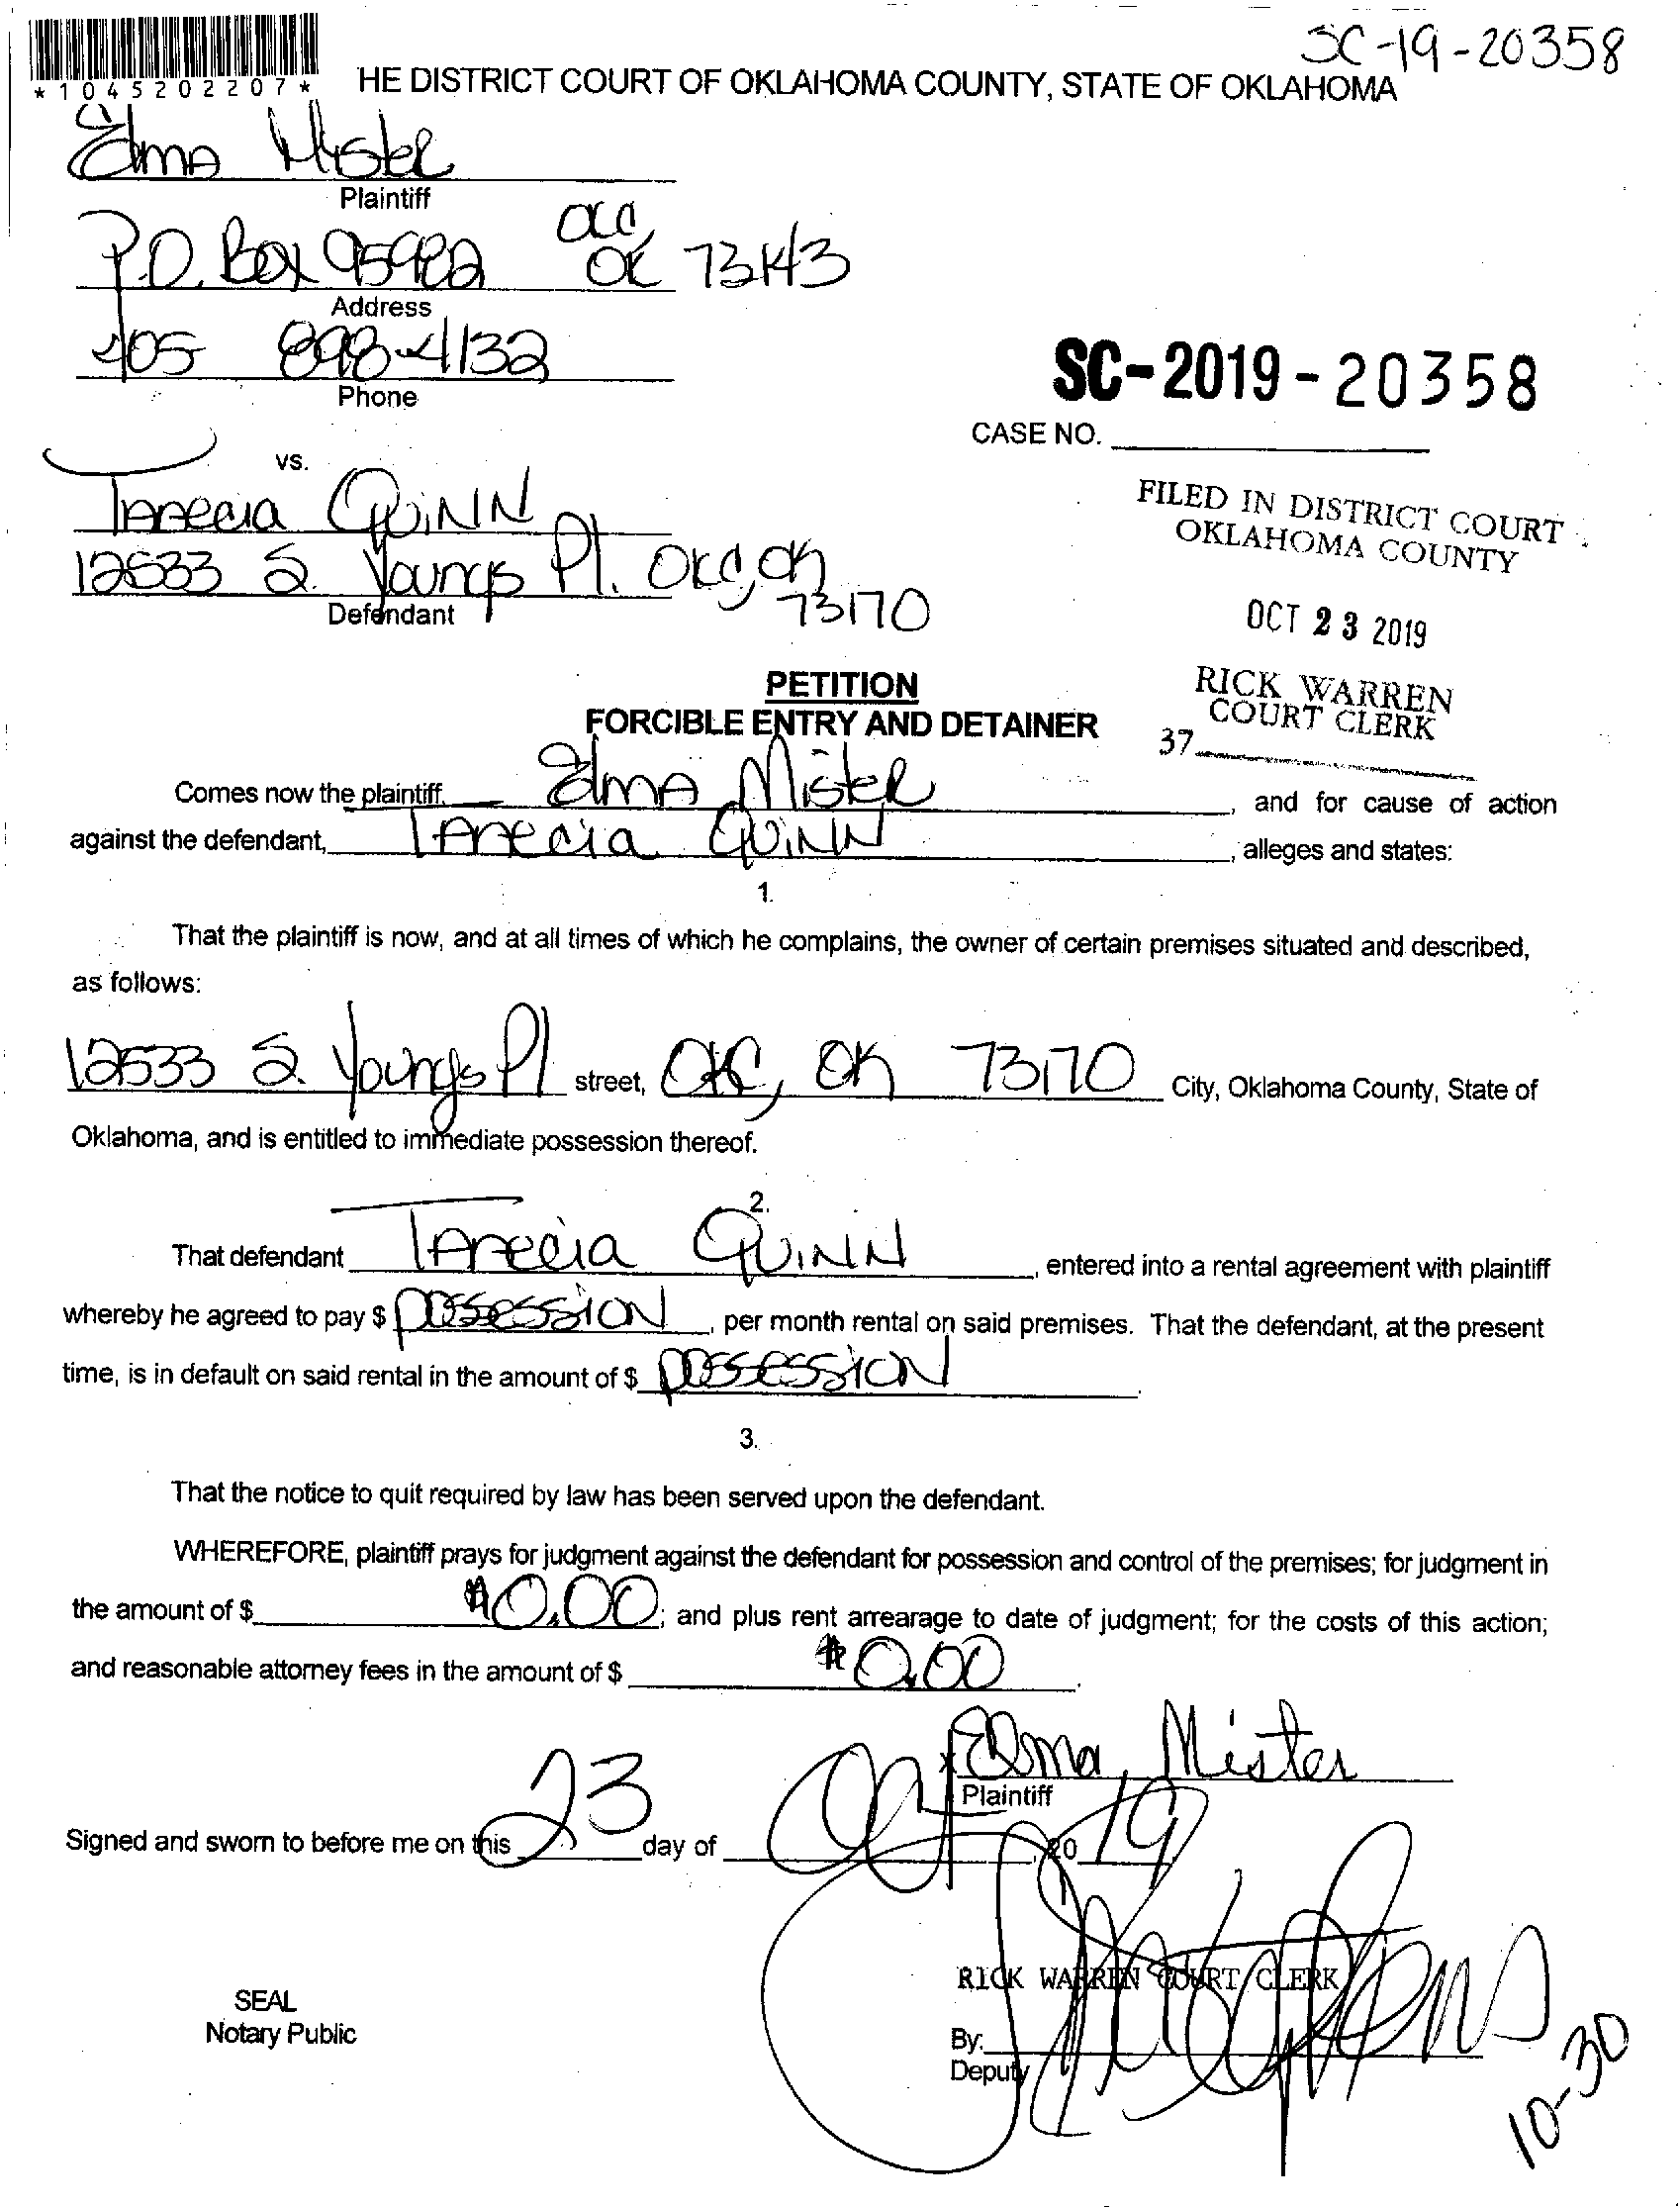 SC-19-20358
*1045202207*
HE DISTRICT COURT OF OKLAHOMA COUNTY, STATE OF OKLAHOMA
Elma Mister
Plaintiff
P.O. Box 95982 OKC, OK 73143
Address
405 898-4132
Phone
SC-2019-20358
CASE NO.
vs.
Tarecia Quinn
12533 S. Youngs Pl. OKC, OK
73170
Defendant
FILED IN DISTRICT COURT
OKLAHOMA COUNTY
OCT 23 2019
RICK WARREN
COURT CLERK
37
PETITION
FORCIBLE ENTRY AND DETAINER
Comes now the plaintiff, Elma Mister, and for cause of action
against the defendant, Tarecia Quinn, alleges and states:
1.
That the plaintiff is now, and at all times of which he complains, the owner of certain premises situated and described,
as follows:
12533 S. Youngs Pl street, OKC, OK 73170 City, Oklahoma County, State of
Oklahoma, and is entitled to immediate possession thereof.
2.
That defendant Tarecia Quinn, entered into a rental agreement with plaintiff
whereby he agreed to pay $ possession, per month rental on said premises. That the defendant, at the present
time, is in default on said rental in the amount of $ possession.
3.
That the notice to quit required by law has been served upon the defendant.
WHEREFORE, plaintiff prays for judgment against the defendant for possession and control of the premises; for judgment in
the amount of $ $0.00; and plus rent arrearage to date of judgment; for the costs of this action;
and reasonable attorney fees in the amount of $ $0.00.
x Elma Mister
Plaintiff
Signed and sworn to before me on this 23 day of Oct, 2019
RICK WARREN COURT CLERK
SEAL
Notary Public
By:
Deputy
10-30